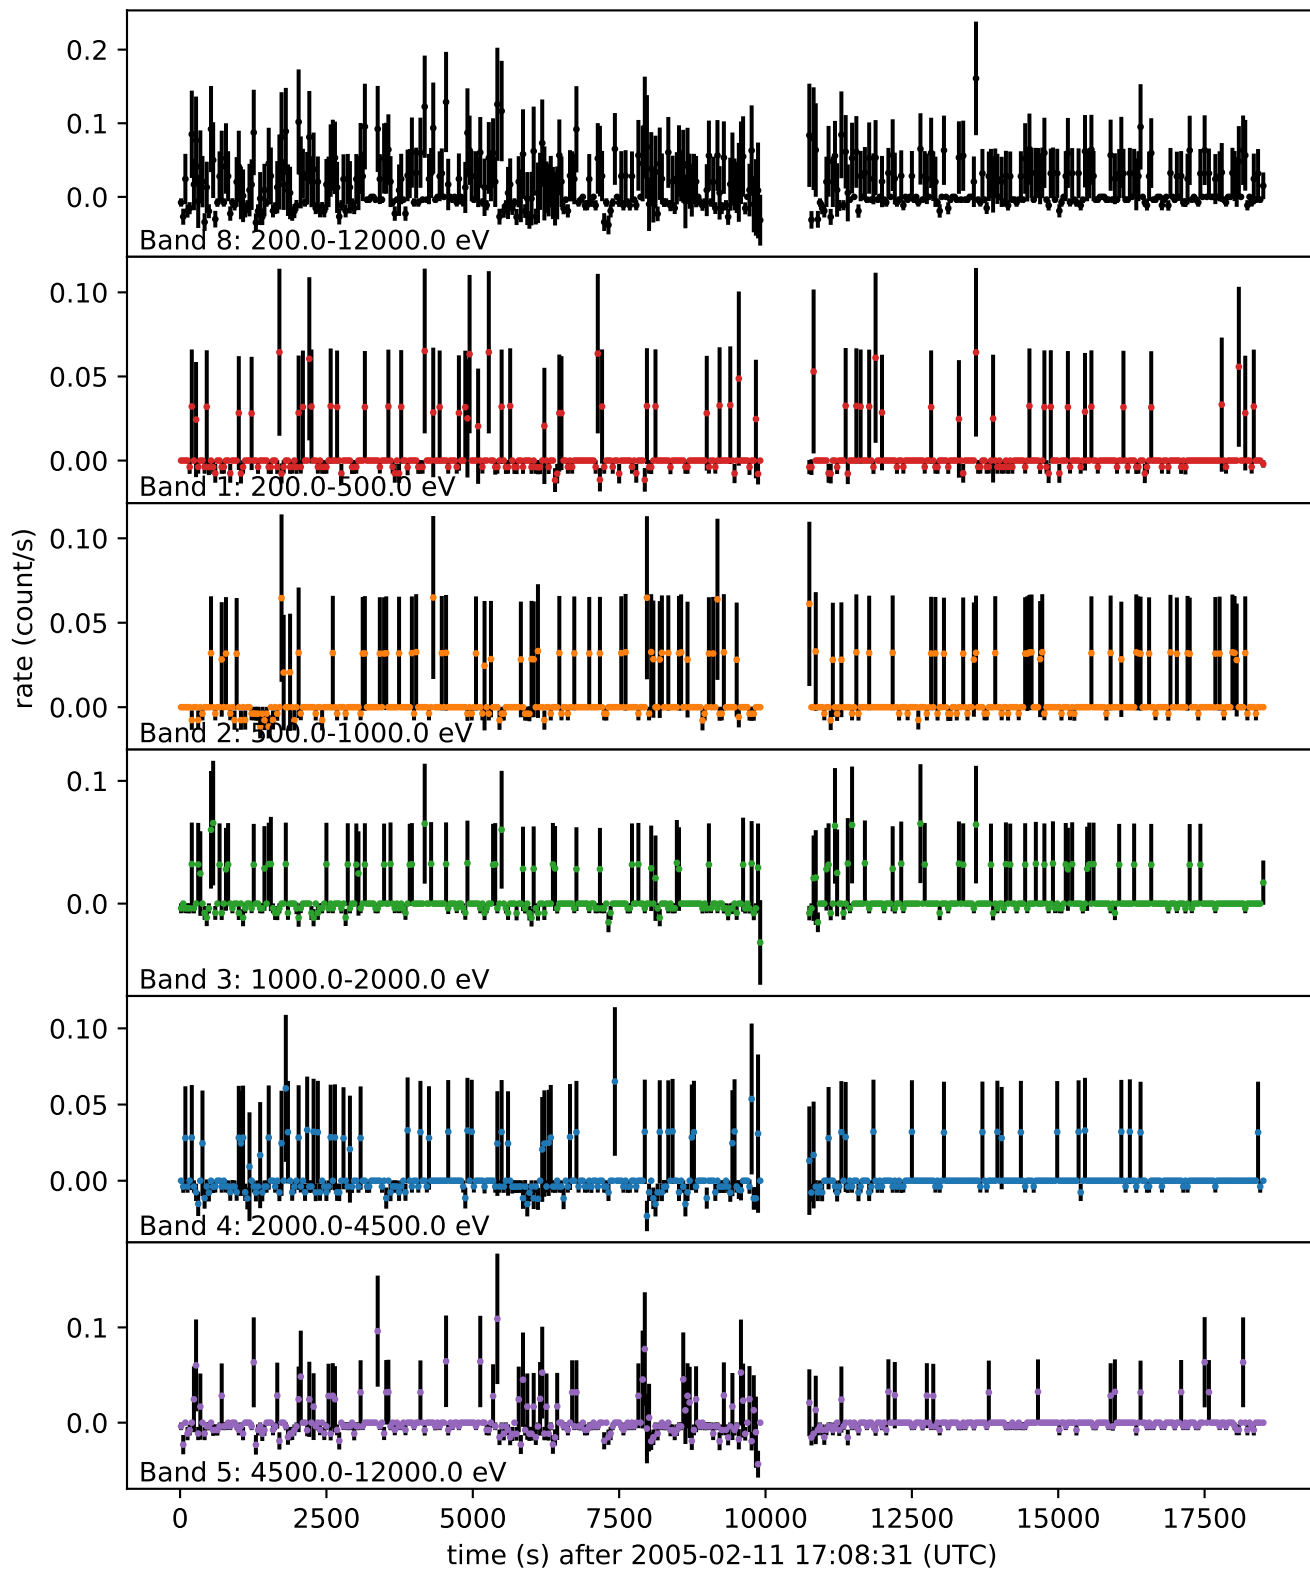 0.2
0.1
0.0
Band 8: 200.0-12000.0 eV
0.10
0.05
0.00
Band 1: 200.0-500.0 eV
0.10
0.05
0.00
Band 2: 500.0-1000.0 eV
rate (count/s)
0.1
0.0
Band 3: 1000.0-2000.0 eV
0.10
0.05
0.00
Band 4: 2000.0-4500.0 eV
0.1
0.0
Band 5: 4500.0-12000.0 eV
0 2500 5000 7500 10000 12500 15000 17500
time (s) after 2005-02-11 17:08:31 (UTC)